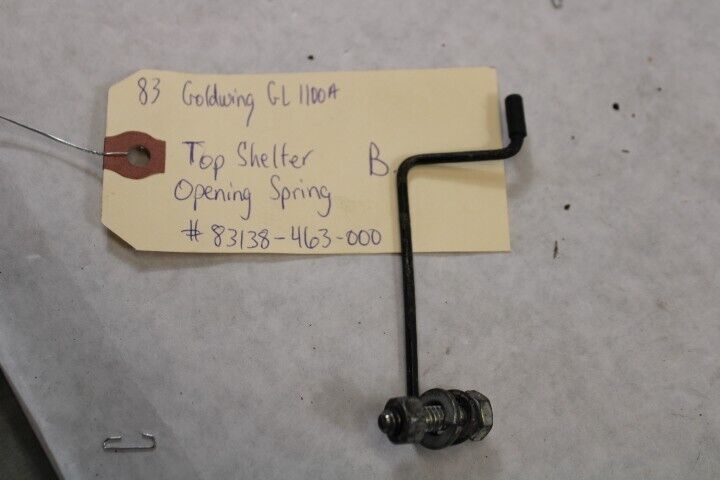 83 Goldwing GL 1100A
Top Shelter B.
Opening Spring
# 83138-463-000